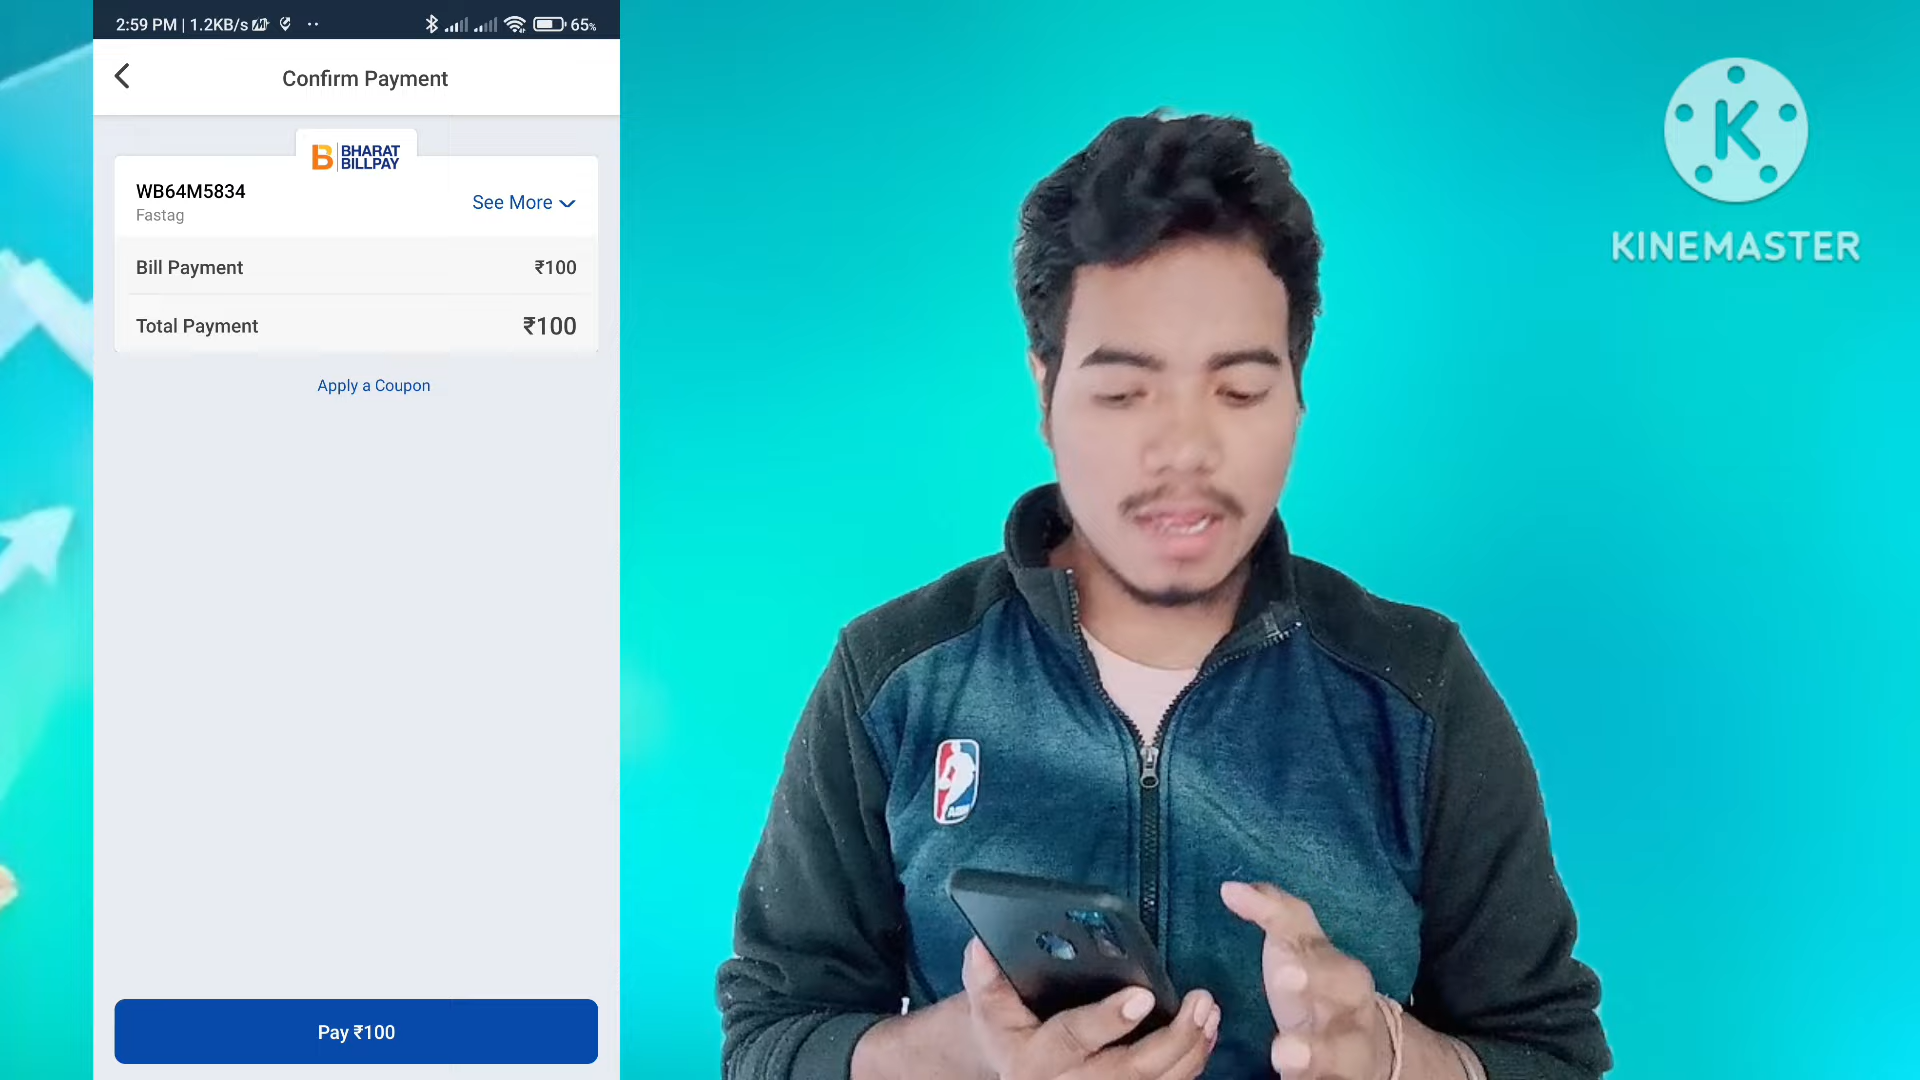 2:59 PM | 1.2KB/s
65%
Confirm Payment
B BHARAT
BILLPAY
WB64M5834
Fastag
See More
Bill Payment ₹100
Total Payment ₹100
Apply a Coupon
Pay ₹100
K
KINEMASTER